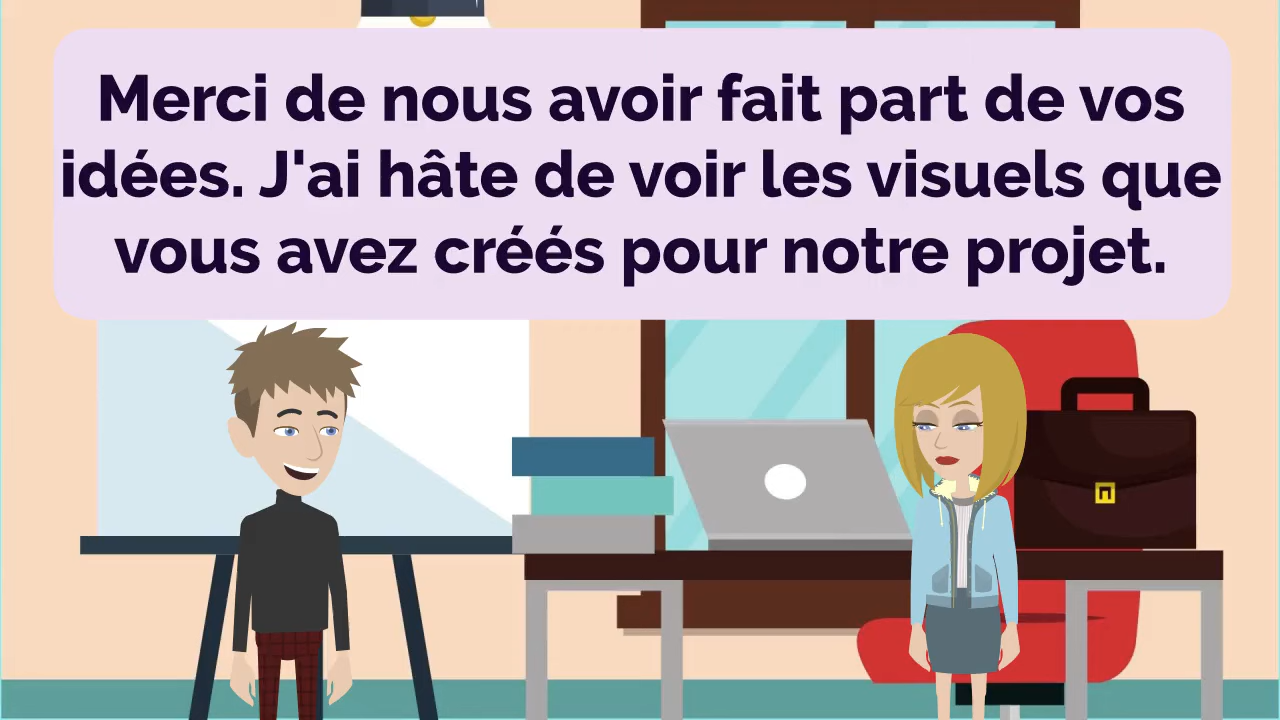 Merci de nous avoir fait part de vos
idées. J'ai hâte de voir les visuels que
vous avez créés pour notre projet.